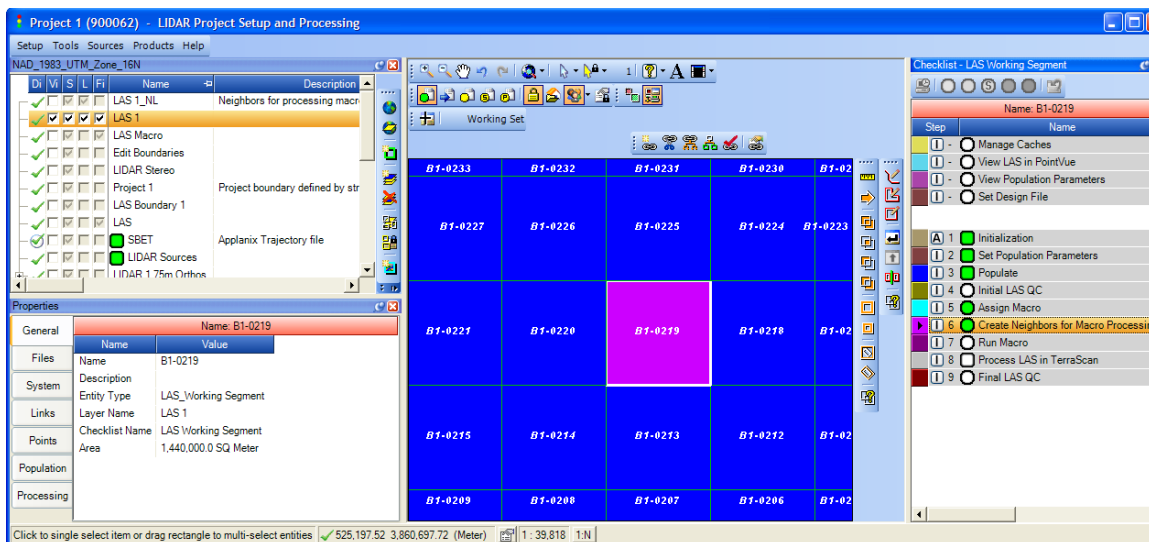 Project 1 (900062) - LIDAR Project Setup and Processing
Setup Tools Sources Products Help
NAD_1983_UTM_Zone_16N
Di Vi S L Fi Name Description
LAS 1_NL Neighbors for processing macr
LAS 1
LAS Macro
Edit Boundaries
LIDAR Stereo
Project 1 Project boundary defined by str
LAS Boundary 1
LAS
SBET Applanix Trajectory file
LIDAR Sources
LIDAR 1.75m Orthos
Properties
General
Files
System
Links
Points
Population
Processing
Name: B1-0219
Name Value
Name B1-0219
Description
Entity Type LAS_Working Segment
Layer Name LAS 1
Checklist Name LAS Working Segment
Area 1,440,000.0 SQ Meter
1
A
Working Set
B1-0233 B1-0232 B1-0231 B1-0230 B1-02
B1-0227 B1-0226 B1-0225 B1-0224 B1-0223
B1-0221 B1-0220 B1-0219 B1-0218 B1-02
B1-0215 B1-0214 B1-0213 B1-0212 B1-02
B1-0209 B1-0208 B1-0207 B1-0206 B1-02
Checklist - LAS Working Segment
Name: B1-0219
Step Name
I - Manage Caches
I - View LAS in PointVue
I - View Population Parameters
I - Set Design File
A 1 Initialization
I 2 Set Population Parameters
I 3 Populate
I 4 Initial LAS QC
I 5 Assign Macro
I 6 Create Neighbors for Macro Processin
I 7 Run Macro
I 8 Process LAS in TerraScan
I 9 Final LAS QC
Click to single select item or drag rectangle to multi-select entities 525,197.52 3,860,697.72 (Meter) 1 : 39,818 1:N